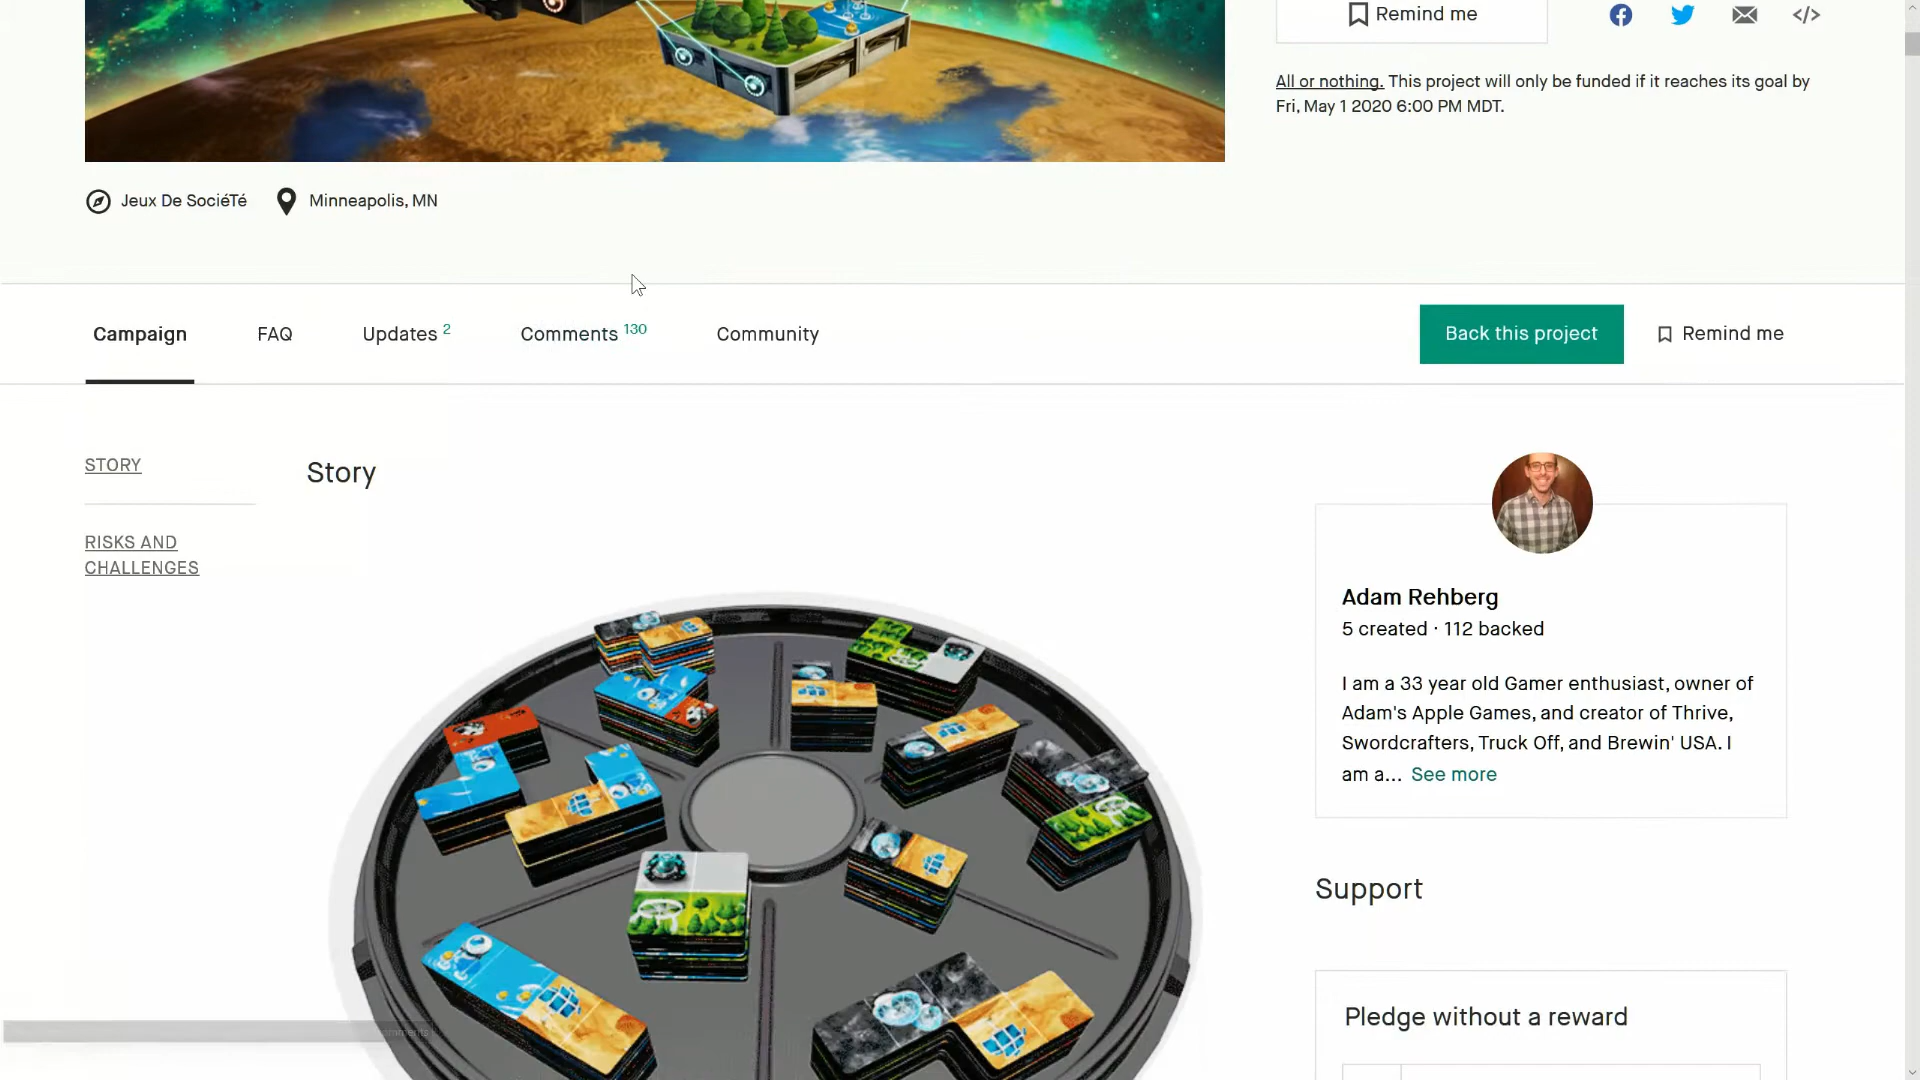 Remind me
All or nothing. This project will only be funded if it reaches its goal by
Fri, May 1 2020 6:00 PM MDT.
Jeux De SociéTé
Minneapolis, MN
Campaign
FAQ
Updates 2
Comments 130
Community
Back this project
Remind me
STORY
RISKS AND
CHALLENGES
Story
Adam Rehberg
5 created · 112 backed
I am a 33 year old Gamer enthusiast, owner of
Adam's Apple Games, and creator of Thrive,
Swordcrafters, Truck Off, and Brewin' USA. I
am a... See more
Support
Pledge without a reward